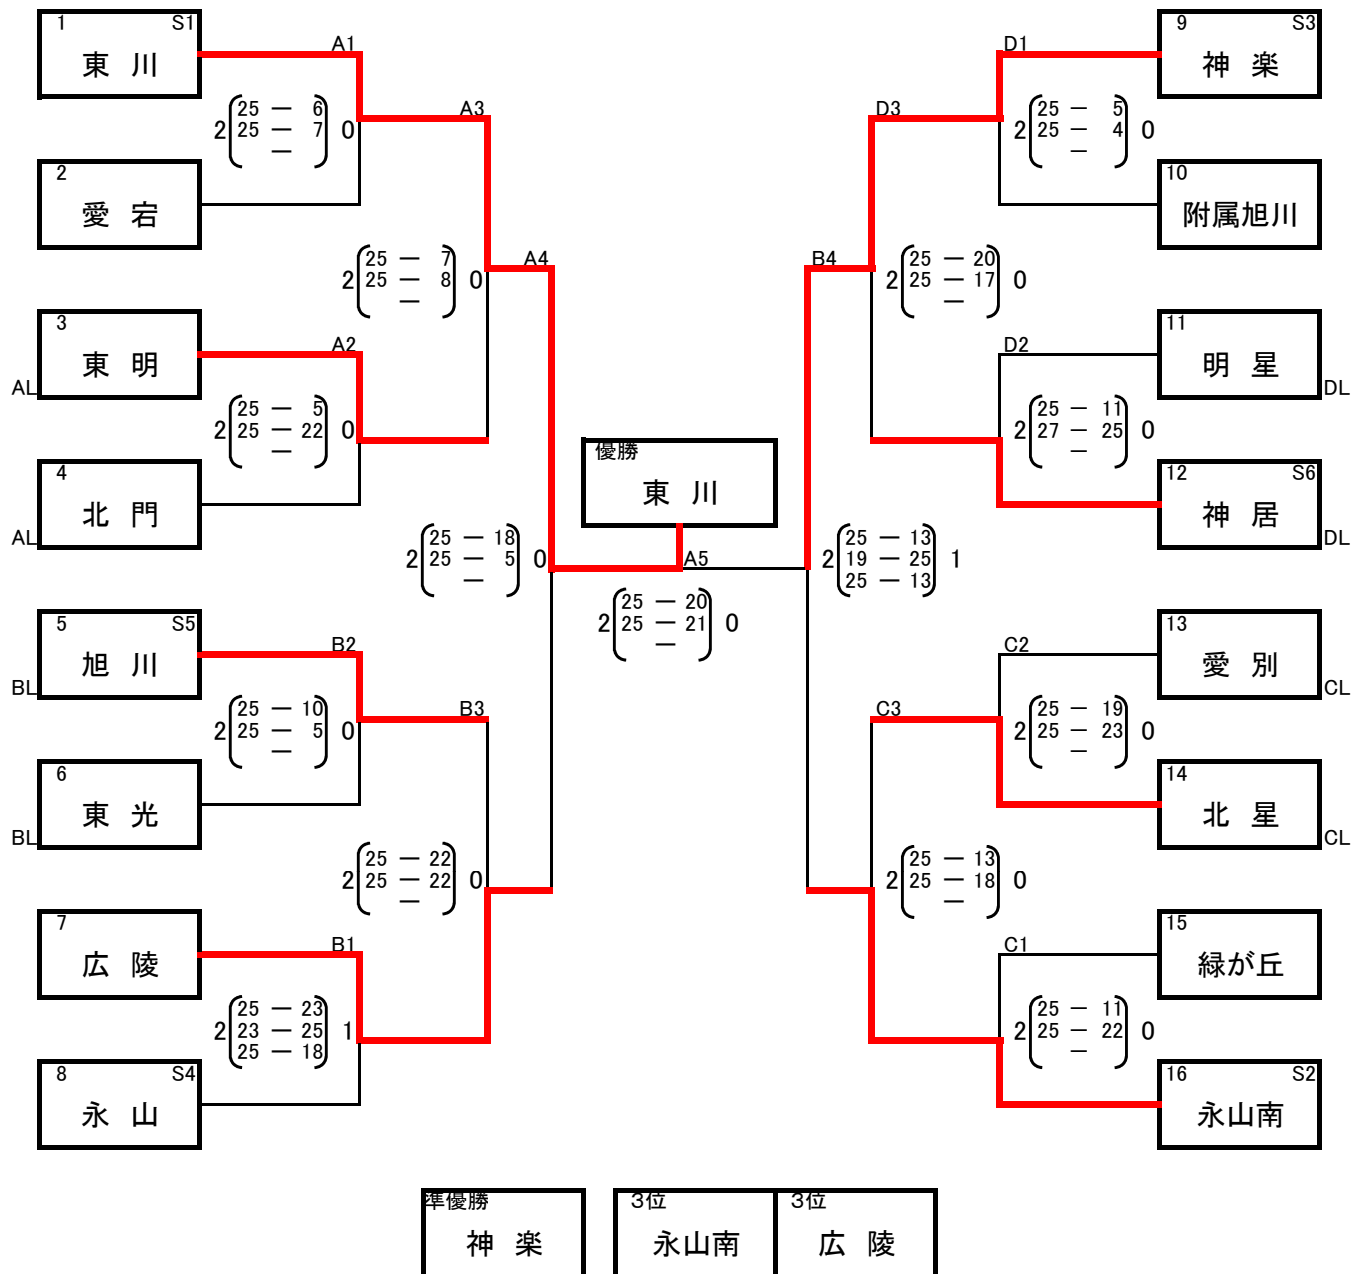 1 S1
東 川
A1
2 25 — 6 0
25 — 7
—
2
愛 宕
A3
2 25 — 7 0
25 — 8
—
3
東 明
AL
A2
2 25 — 5 0
25 — 22
—
4
北 門
AL
A4
2 25 — 18 0
25 — 5
—
5 S5
旭 川
BL
B2
2 25 — 10 0
25 — 5
—
6
東 光
BL
B3
2 25 — 22 0
25 — 22
—
7
広 陵
B1
2 25 — 23 1
23 — 25
25 — 18
8 S4
永 山
優勝
東 川
A5
2 25 — 20 0
25 — 21
—
9 S3
神 楽
D1
2 25 — 5 0
25 — 4
—
10
附属旭川
D3
2 25 — 20 0
25 — 17
—
11
明 星
DL
D2
2 25 — 11 0
27 — 25
—
12 S6
神 居
DL
B4
2 25 — 13 1
19 — 25
25 — 13
13
愛 別
CL
C2
2 25 — 19 0
25 — 23
—
14
北 星
CL
C3
2 25 — 13 0
25 — 18
—
15
緑が丘
C1
2 25 — 11 0
25 — 22
—
16 S2
永山南
準優勝
神 楽
3位
永山南
3位
広 陵